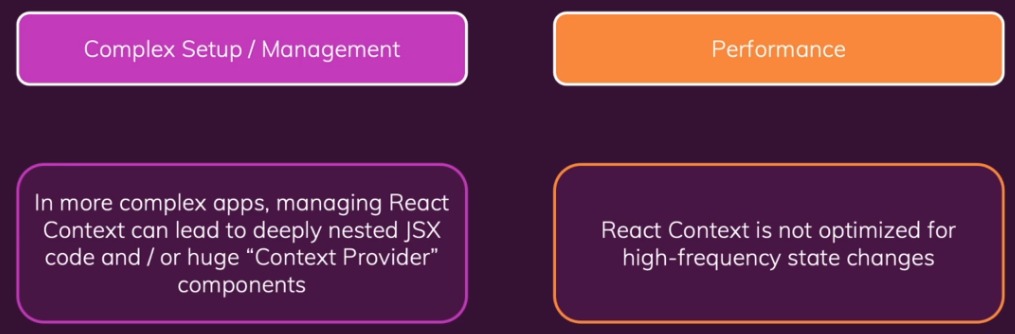 Complex Setup / Management
Performance
In more complex apps, managing React
Context can lead to deeply nested JSX
code and / or huge “Context Provider”
components
React Context is not optimized for
high-frequency state changes